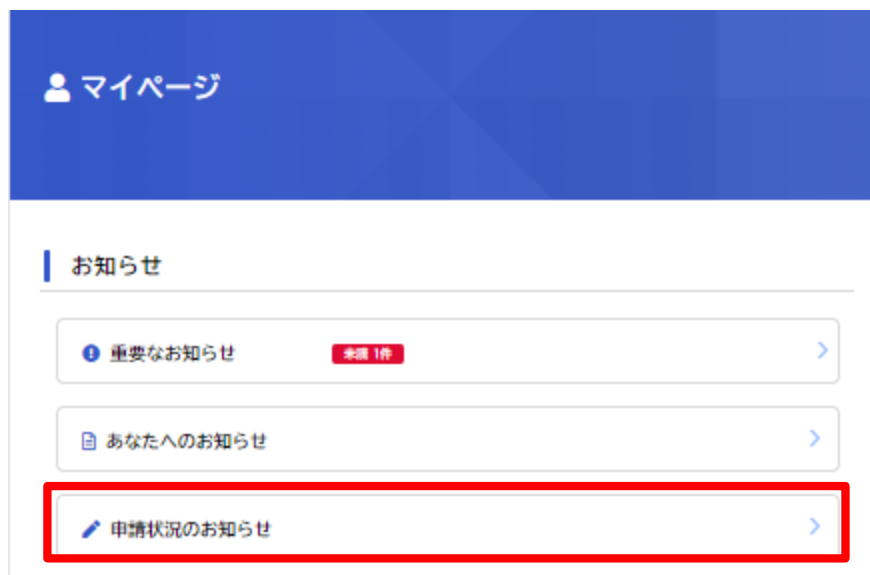 マイページ
お知らせ
重要なお知らせ
未読 1件
あなたへのお知らせ
申請状況のお知らせ